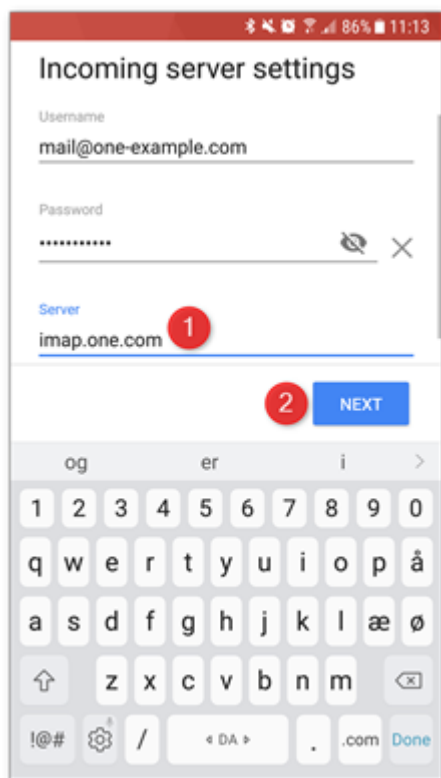 86% 11:13
Incoming server settings
Username
mail@one-example.com
Password
•••••••••••
Server
imap.one.com 1
2 NEXT
og er i
1 2 3 4 5 6 7 8 9 0
q w e r t y u i o p å
a s d f g h j k l æ ø
z x c v b n m
!@# / DA . .com Done